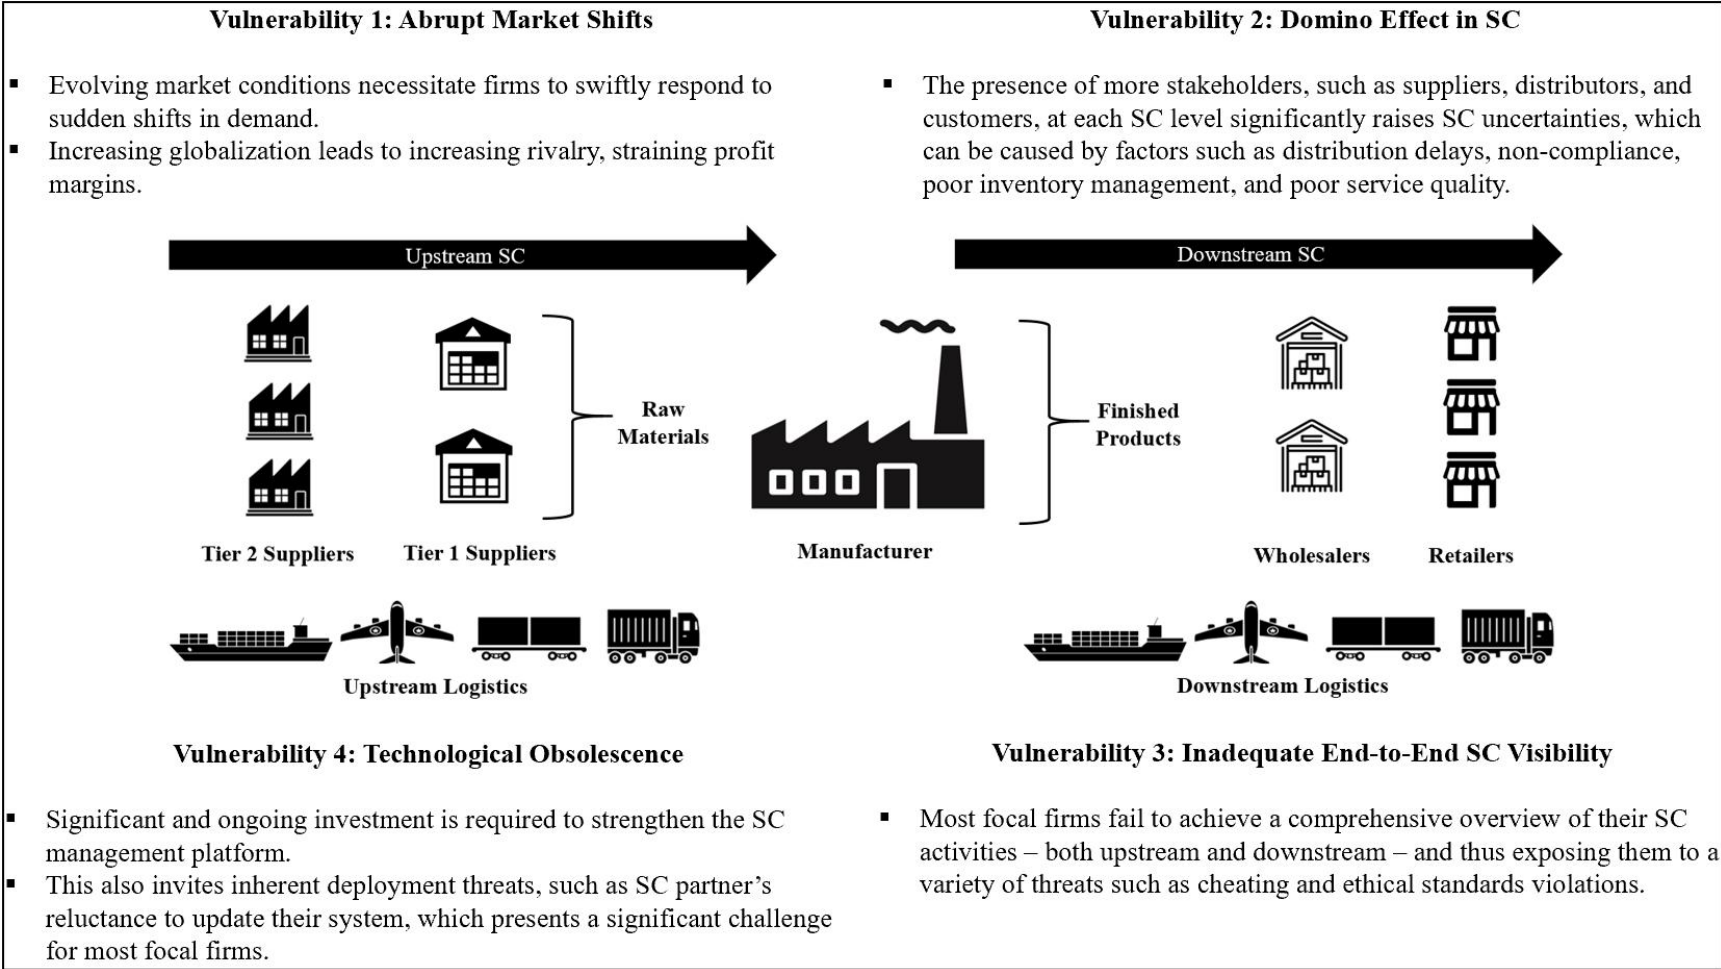 Vulnerability 1: Abrupt Market Shifts
▪ Evolving market conditions necessitate firms to swiftly respond to
sudden shifts in demand.
▪ Increasing globalization leads to increasing rivalry, straining profit
margins.
Vulnerability 2: Domino Effect in SC
▪ The presence of more stakeholders, such as suppliers, distributors, and
customers, at each SC level significantly raises SC uncertainties, which
can be caused by factors such as distribution delays, non-compliance,
poor inventory management, and poor service quality.
Upstream SC
Downstream SC
Raw
Materials
Finished
Products
Tier 2 Suppliers
Tier 1 Suppliers
Manufacturer
Wholesalers
Retailers
Upstream Logistics
Downstream Logistics
Vulnerability 4: Technological Obsolescence
▪ Significant and ongoing investment is required to strengthen the SC
management platform.
▪ This also invites inherent deployment threats, such as SC partner’s
reluctance to update their system, which presents a significant challenge
for most focal firms.
Vulnerability 3: Inadequate End-to-End SC Visibility
▪ Most focal firms fail to achieve a comprehensive overview of their SC
activities – both upstream and downstream – and thus exposing them to a
variety of threats such as cheating and ethical standards violations.